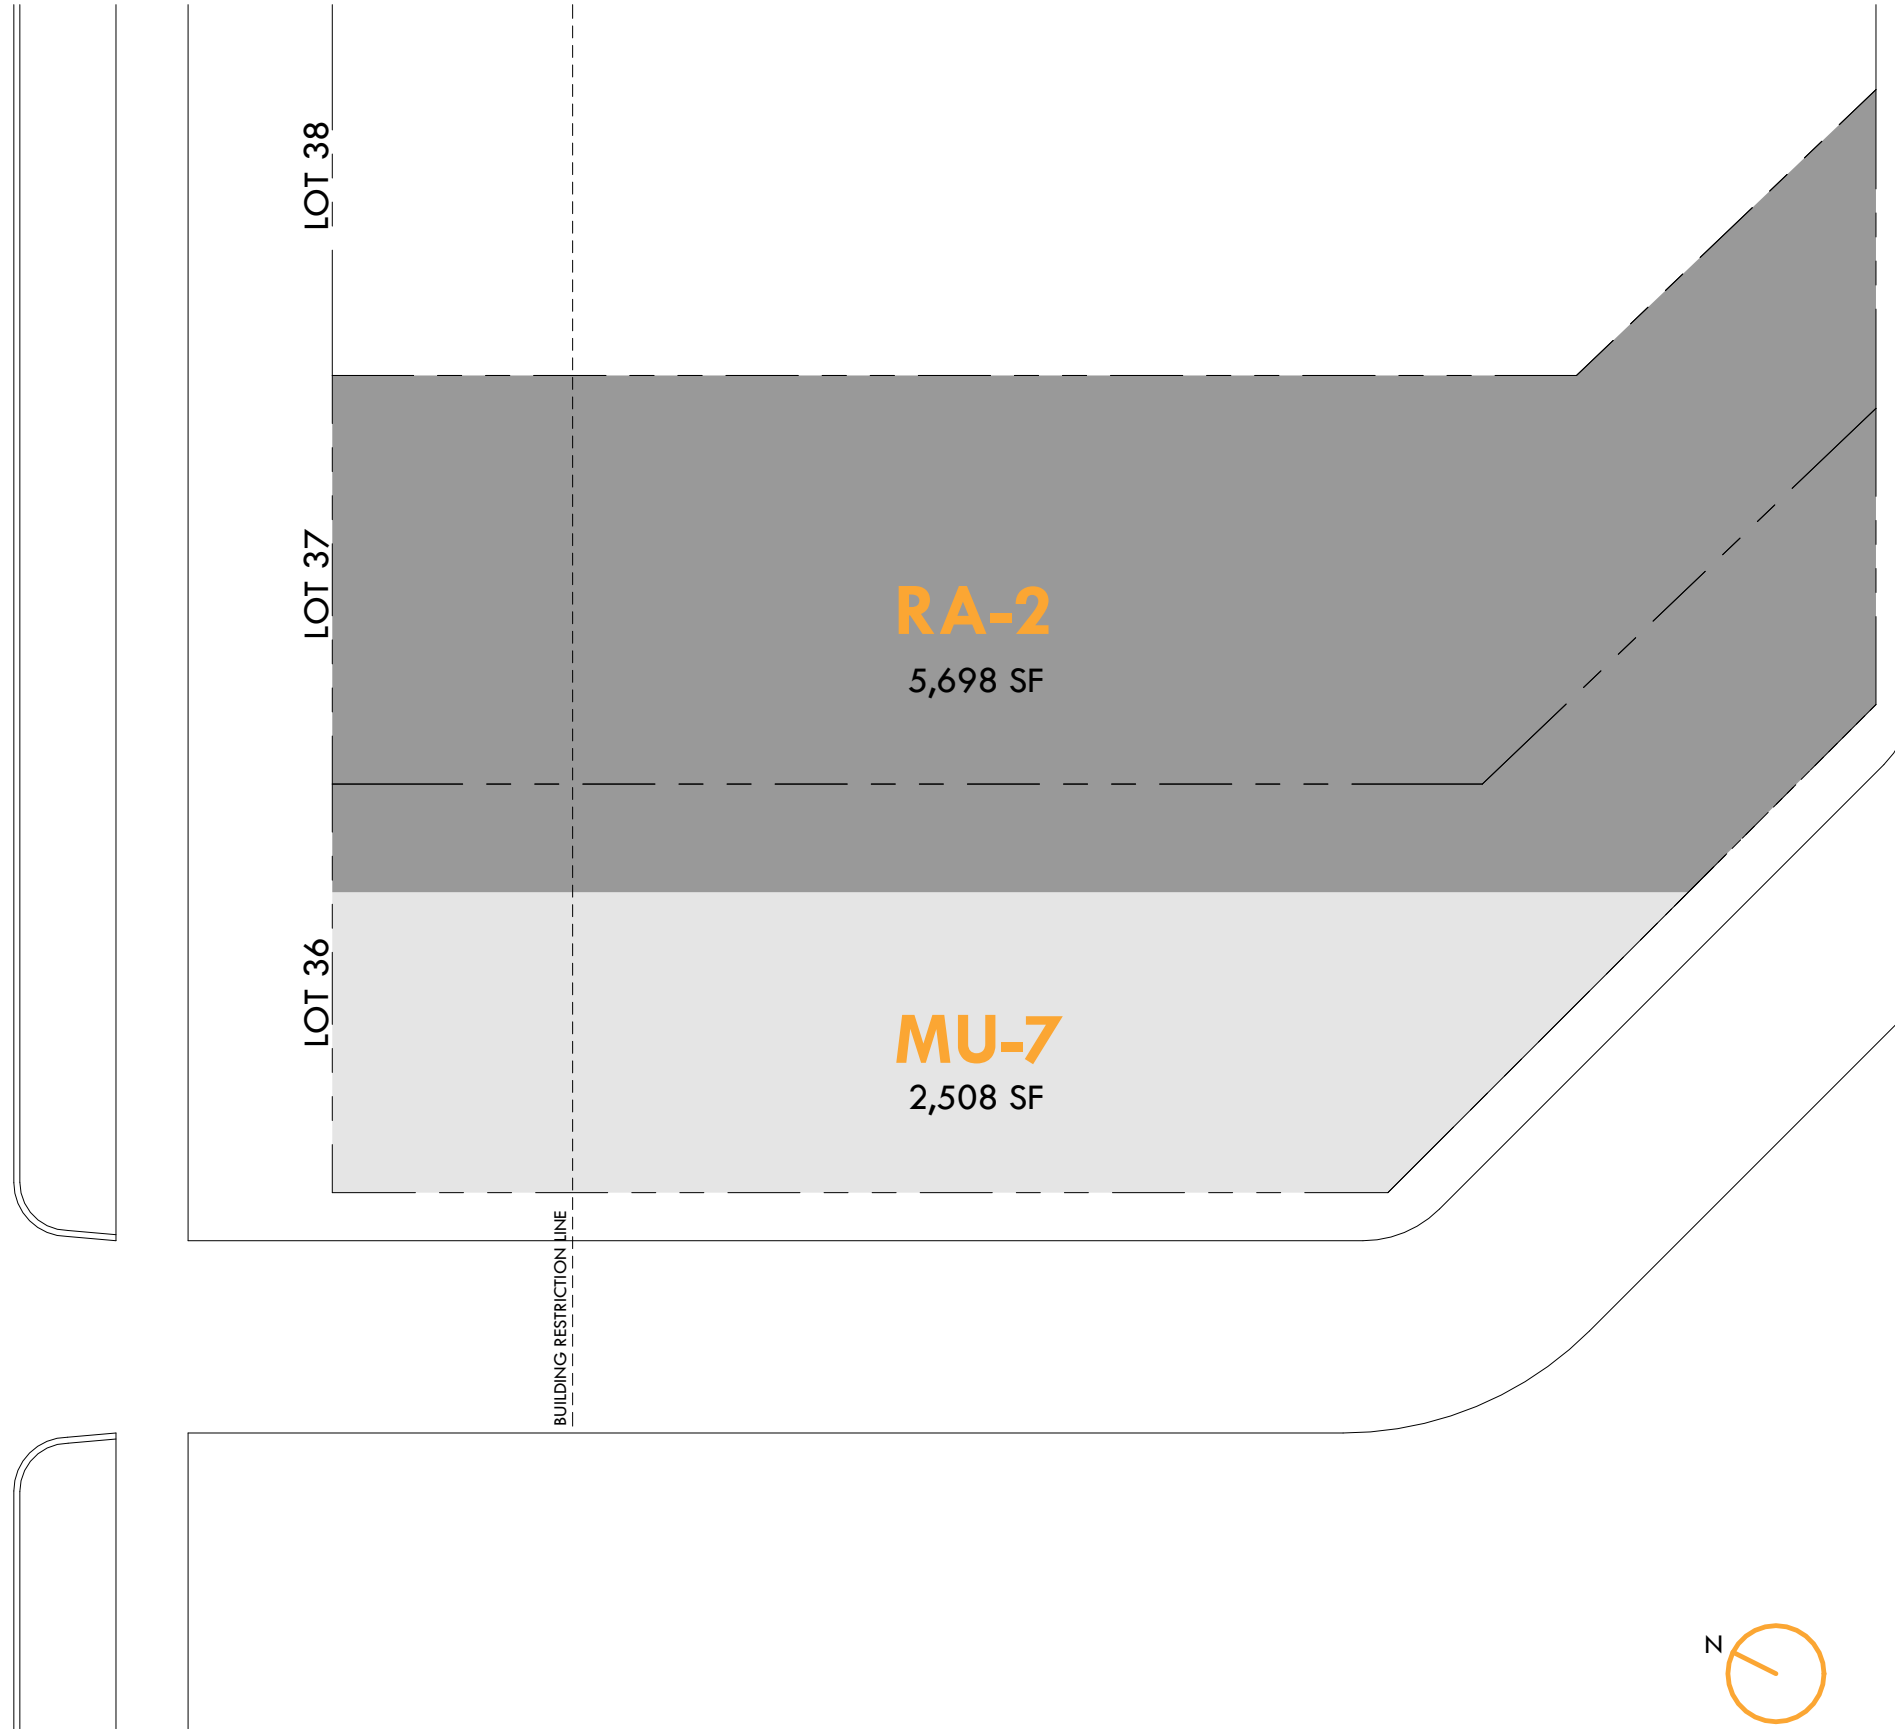 LOT 38
LOT 37
RA-2
5,698 SF
LOT 36
MU-7
2,508 SF
BUILDING RESTRICTION LINE
N